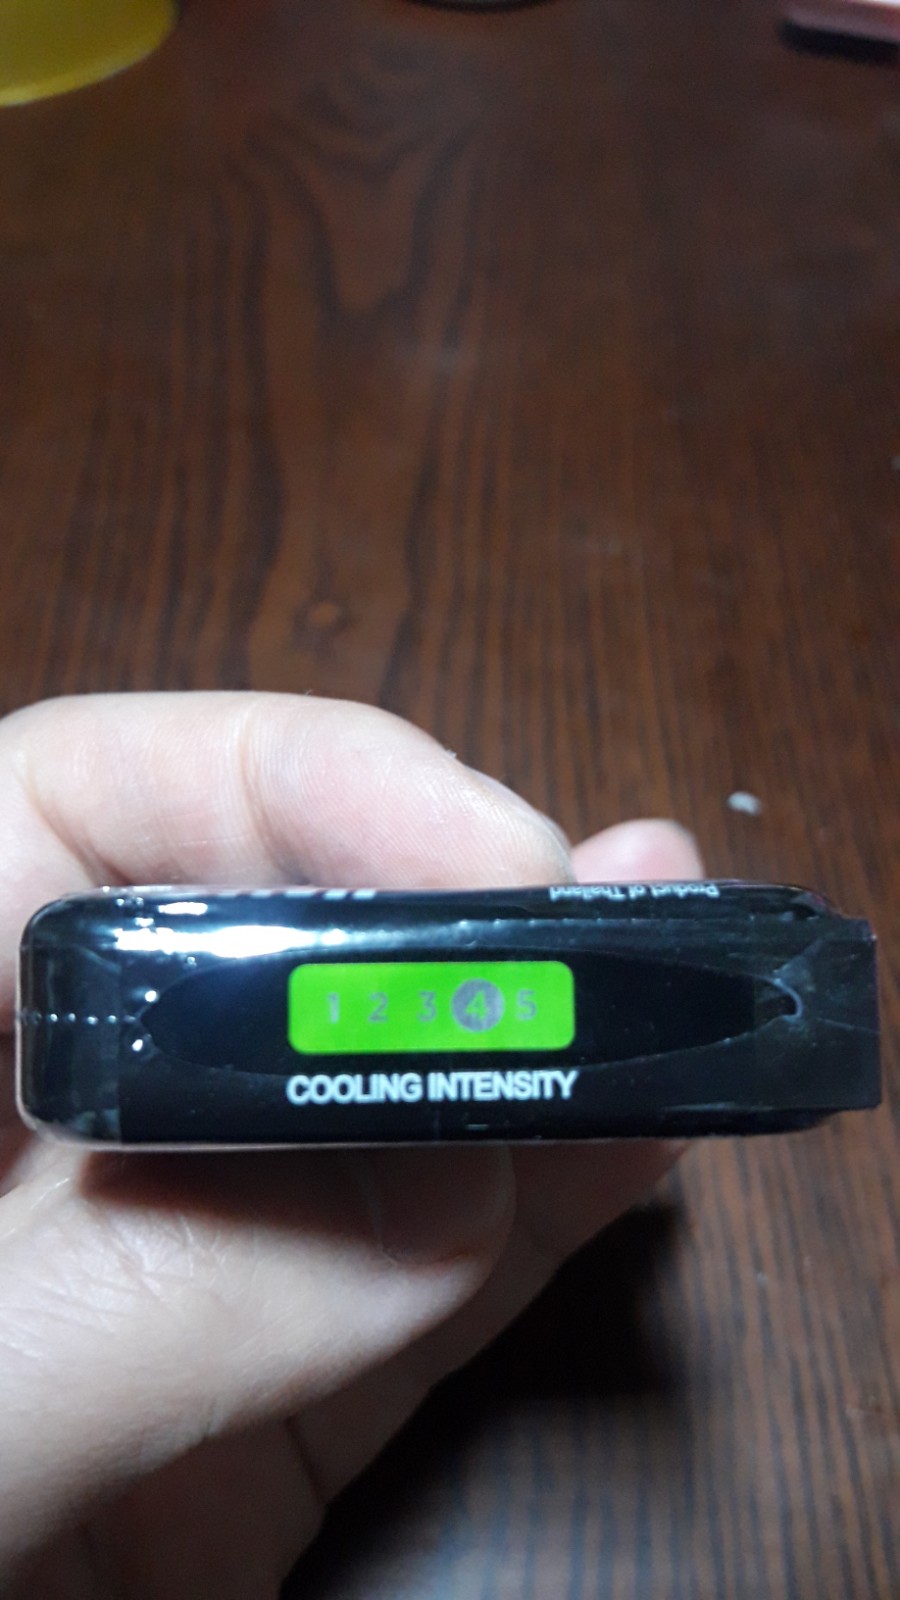 Product of Thailand
1 2 3 4 5
COOLING INTENSITY